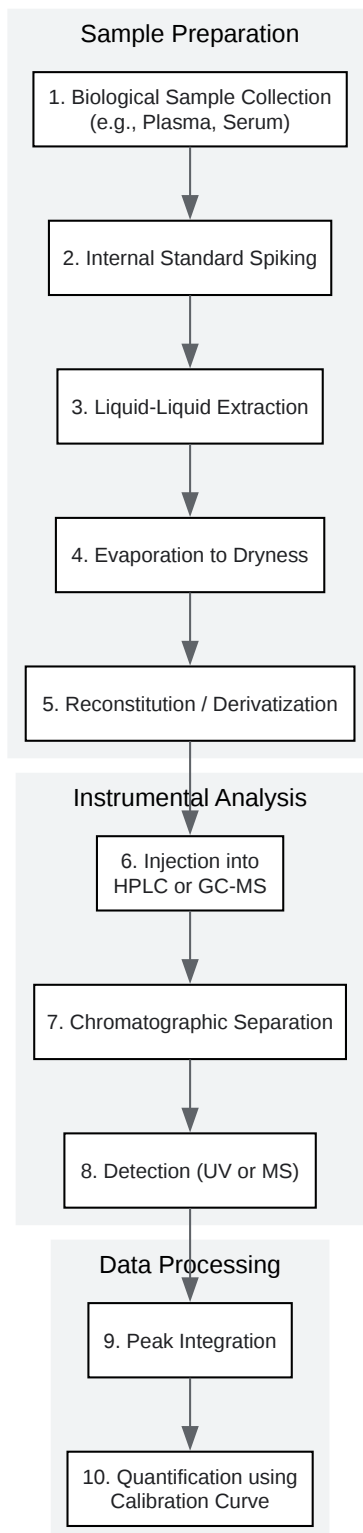 Sample Preparation
1. Biological Sample Collection
(e.g., Plasma, Serum)
2. Internal Standard Spiking
3. Liquid-Liquid Extraction
4. Evaporation to Dryness
5. Reconstitution / Derivatization
Instrumental Analysis
6. Injection into
HPLC or GC-MS
7. Chromatographic Separation
8. Detection (UV or MS)
Data Processing
9. Peak Integration
10. Quantification using
Calibration Curve